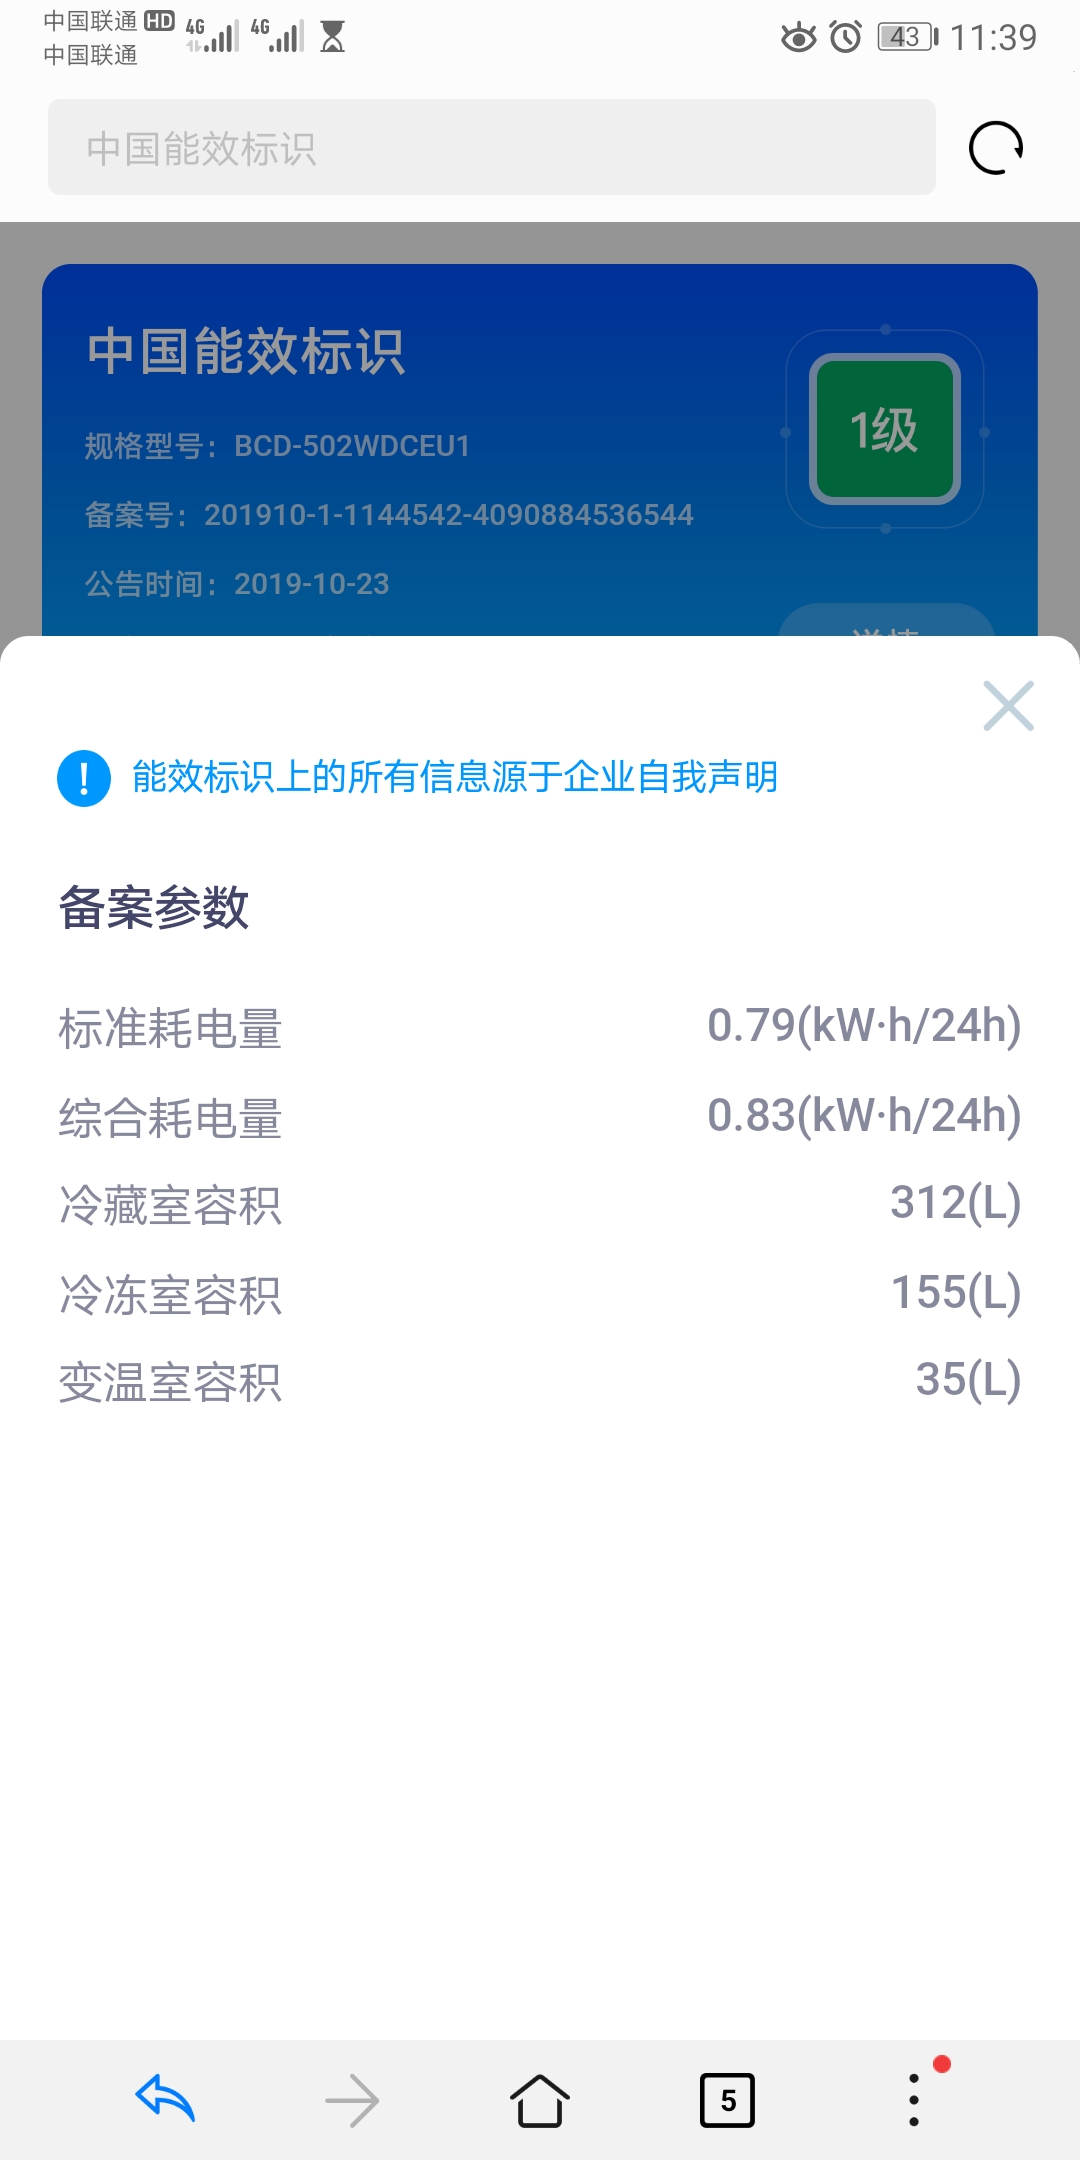 中国联通 HD 4G 4G 43 11:39
中国联通
中国能效标识
中国能效标识
1级
规格型号：BCD-502WDCEU1
备案号：201910-1-1144542-4090884536544
公告时间：2019-10-23
能效标识上的所有信息源于企业自我声明
备案参数
标准耗电量 0.79(kW·h/24h)
综合耗电量 0.83(kW·h/24h)
冷藏室容积 312(L)
冷冻室容积 155(L)
变温室容积 35(L)
5